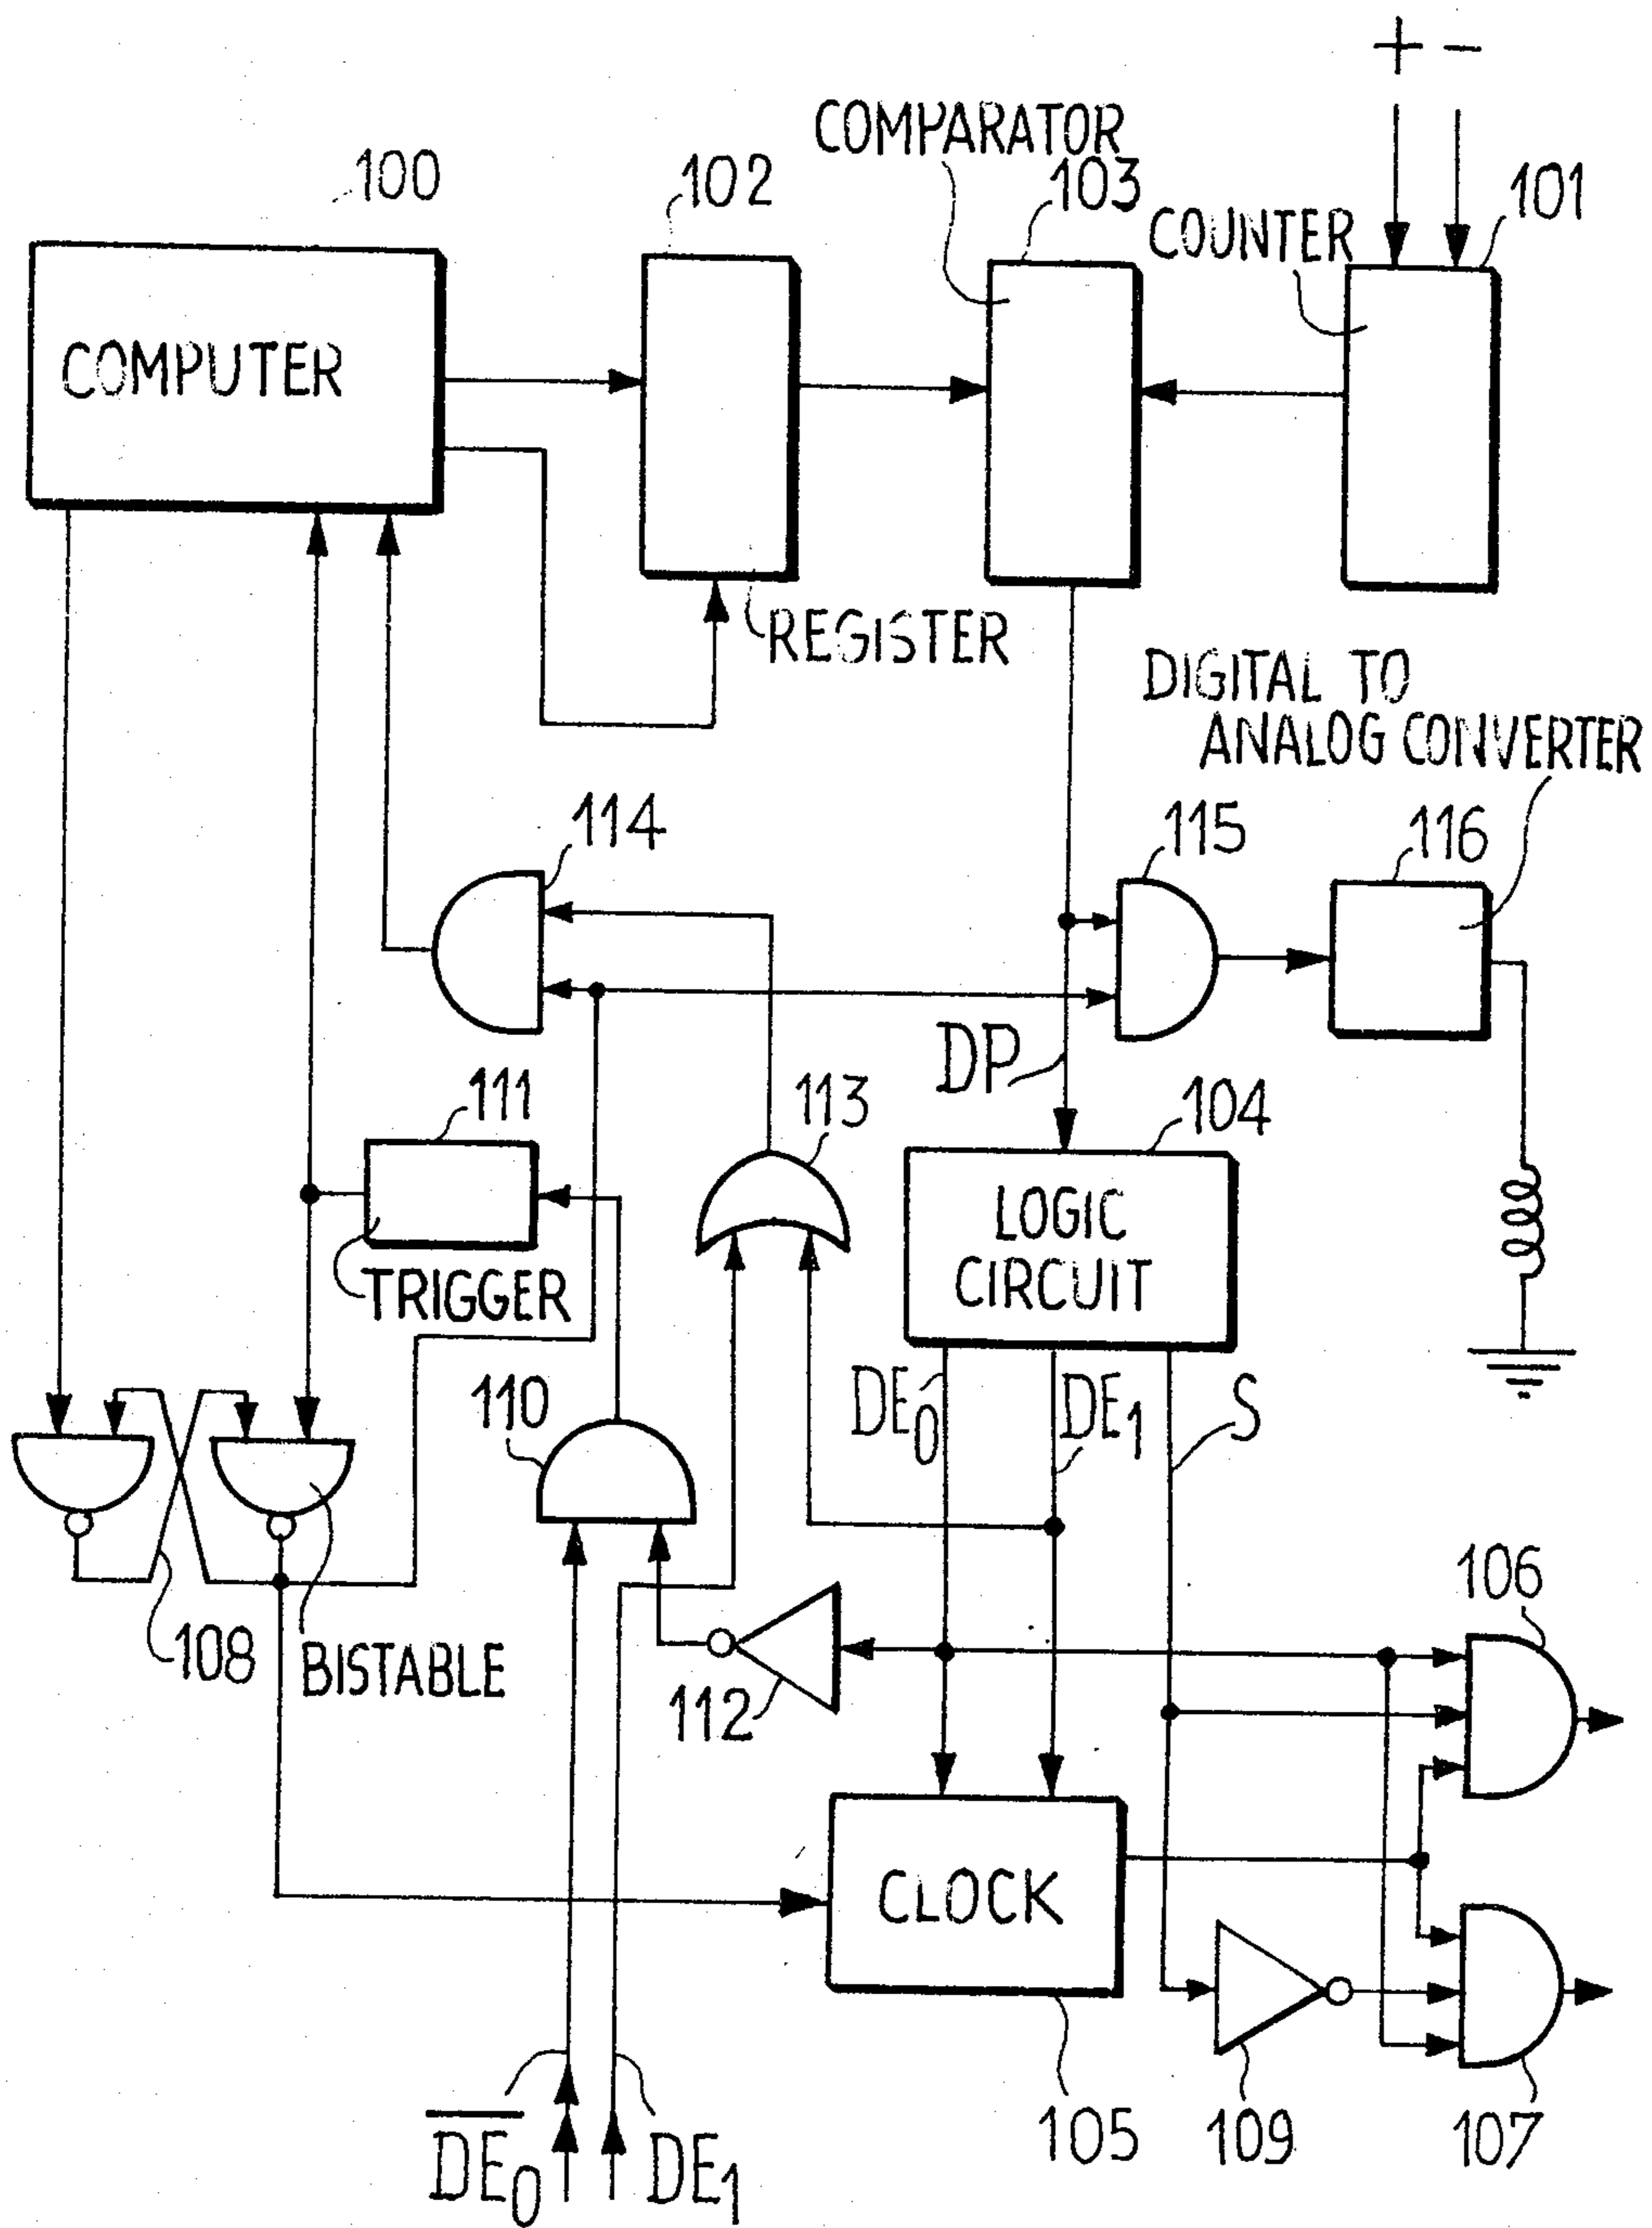 + −
COMPARATOR
100
102
103
101
COUNTER
COMPUTER
REGISTER
DIGITAL TO
ANALOG CONVERTER
114
115
116
DP
111
113
104
LOGIC
CIRCUIT
TRIGGER
110
DE0
DE1
S
106
108
BISTABLE
112
CLOCK
D̅E̅0̅
DE1
105
109
107